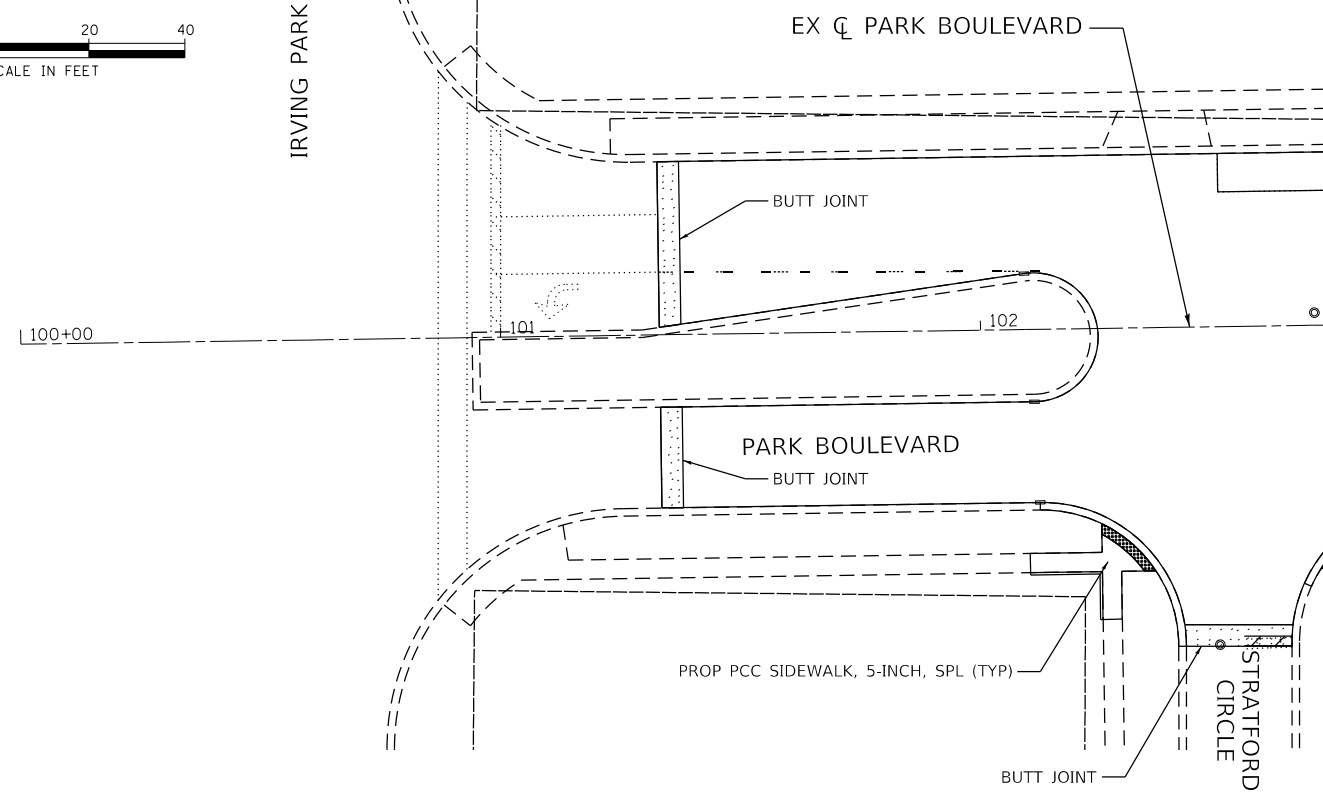 20 40
CALE IN FEET
IRVING PARK
EX ℄ PARK BOULEVARD
BUTT JOINT
100+00
101
102
PARK BOULEVARD
BUTT JOINT
PROP PCC SIDEWALK, 5-INCH, SPL (TYP)
STRATFORD
CIRCLE
BUTT JOINT